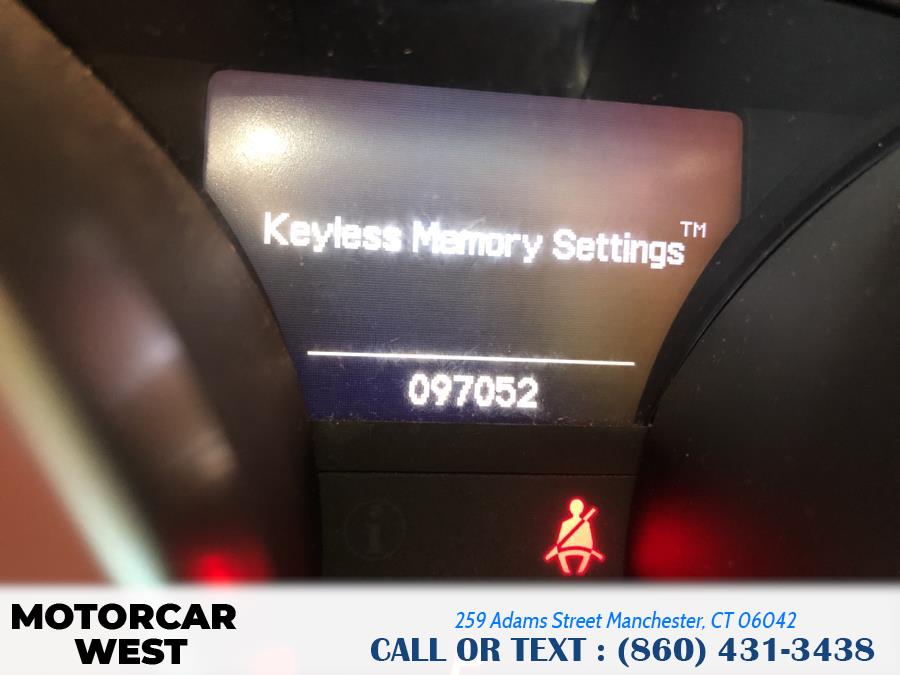 Keyless Memory Settings™
097052
MOTORCAR
WEST
259 Adams Street Manchester, CT 06042
CALL OR TEXT : (860) 431-3438